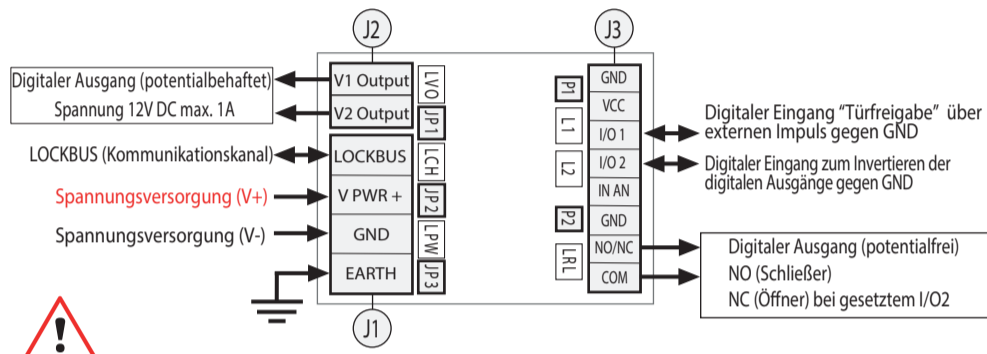 J2
J3
Digitaler Ausgang (potentialbehaftet)
Spannung 12V DC max. 1A
LOCKBUS (Kommunikationskanal)
Spannungsversorgung (V+)
Spannungsversorgung (V-)
V1 Output
V2 Output
LOCKBUS
V PWR +
GND
EARTH
LVO
JP1
LCH
JP2
LPW
JP3
J1
P1
L1
L2
P2
LRL
GND
VCC
I/O 1
I/O 2
IN AN
GND
NO/NC
COM
Digitaler Eingang “Türfreigabe” über
externen Impuls gegen GND
Digitaler Eingang zum Invertieren der
digitalen Ausgänge gegen GND
Digitaler Ausgang (potentialfrei)
NO (Schließer)
NC (Öffner) bei gesetztem I/O2
!